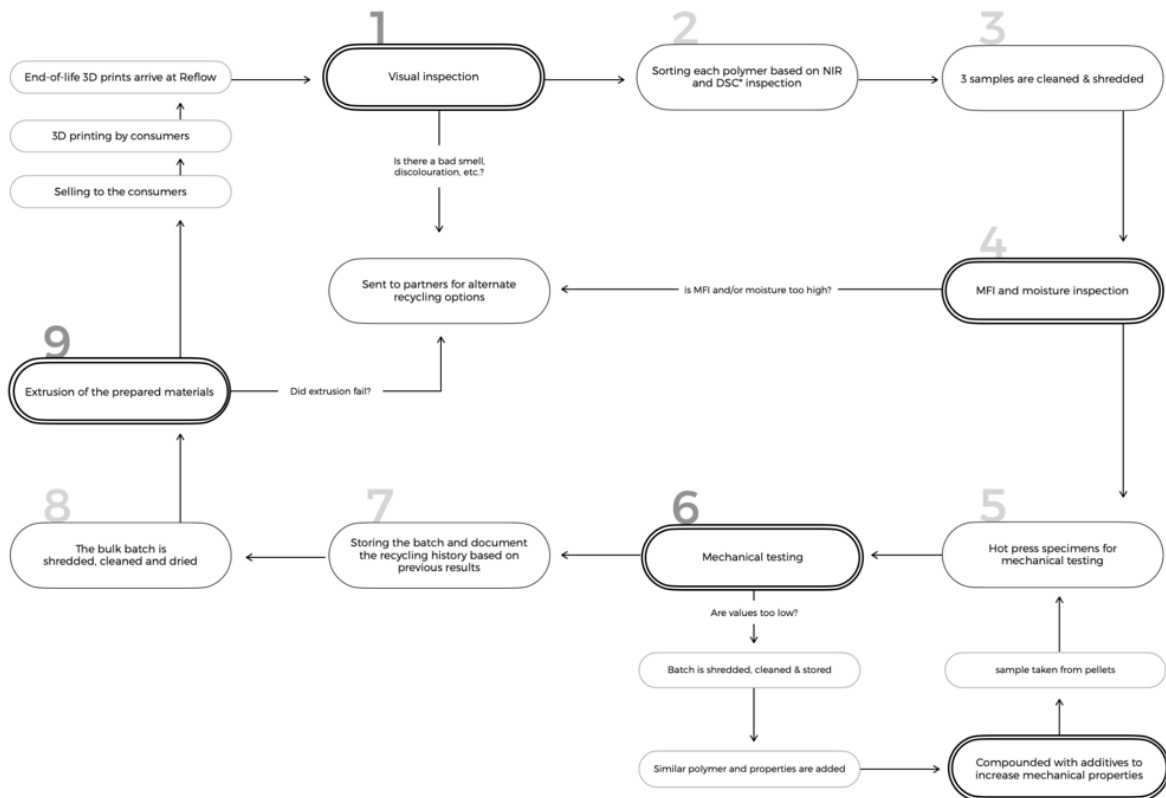 1
Visual inspection
2
Sorting each polymer based on NIR
and DSC* inspection
3
3 samples are cleaned & shredded
End-of-life 3D prints arrive at Reflow
3D printing by consumers
Selling to the consumers
Is there a bad smell,
discolouration, etc.?
Sent to partners for alternate
recycling options
is MFI and/or moisture too high?
4
MFI and moisture inspection
9
Extrusion of the prepared materials
Did extrusion fail?
8
The bulk batch is
shredded, cleaned and dried
7
Storing the batch and document
the recycling history based on
previous results
6
Mechanical testing
5
Hot press specimens for
mechanical testing
Are values too low?
Batch is shredded, cleaned & stored
sample taken from pellets
Similar polymer and properties are added
Compounded with additives to
increase mechanical properties